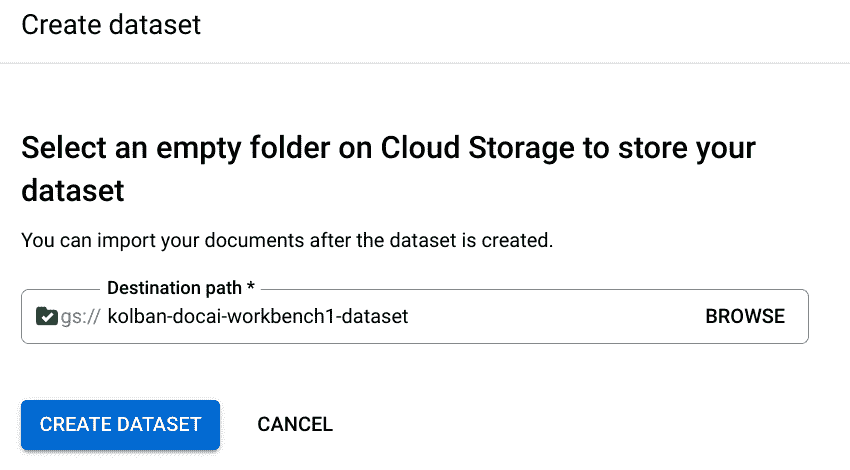 Create dataset
Select an empty folder on Cloud Storage to store your
dataset
You can import your documents after the dataset is created.
Destination path *
gs:// kolban-docai-workbench1-dataset BROWSE
CREATE DATASET CANCEL